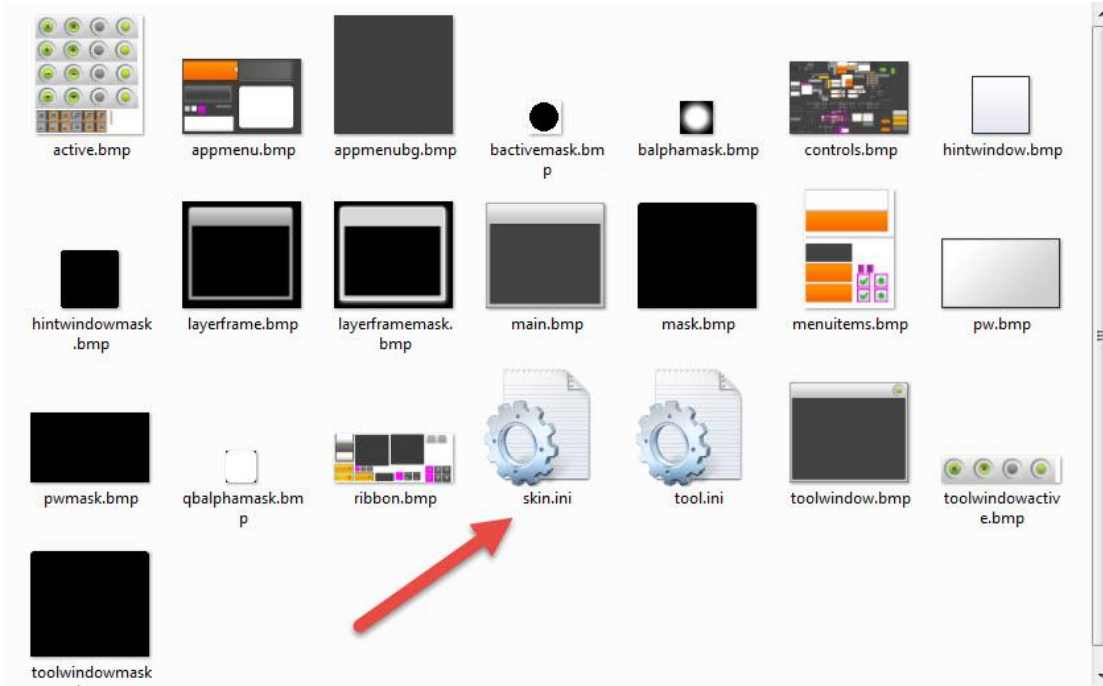 active.bmp
appmenu.bmp
appmenubg.bmp
bactivemask.bm
p
balphamask.bmp
controls.bmp
hintwindow.bmp
hintwindowmask
.bmp
layerframe.bmp
layerframemask.
bmp
main.bmp
mask.bmp
menuitems.bmp
pw.bmp
pwmask.bmp
qbalphamask.bm
p
ribbon.bmp
skin.ini
tool.ini
toolwindow.bmp
toolwindowactiv
e.bmp
toolwindowmask